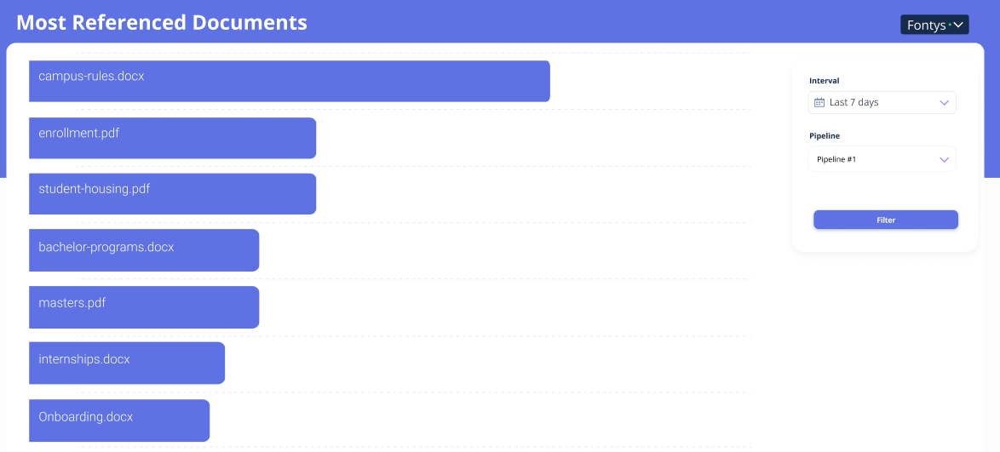 Most Referenced Documents
Fontys
campus-rules.docx
enrollment.pdf
student-housing.pdf
bachelor-programs.docx
masters.pdf
internships.docx
Onboarding.docx
Interval
Last 7 days
Pipeline
Pipeline #1
Filter